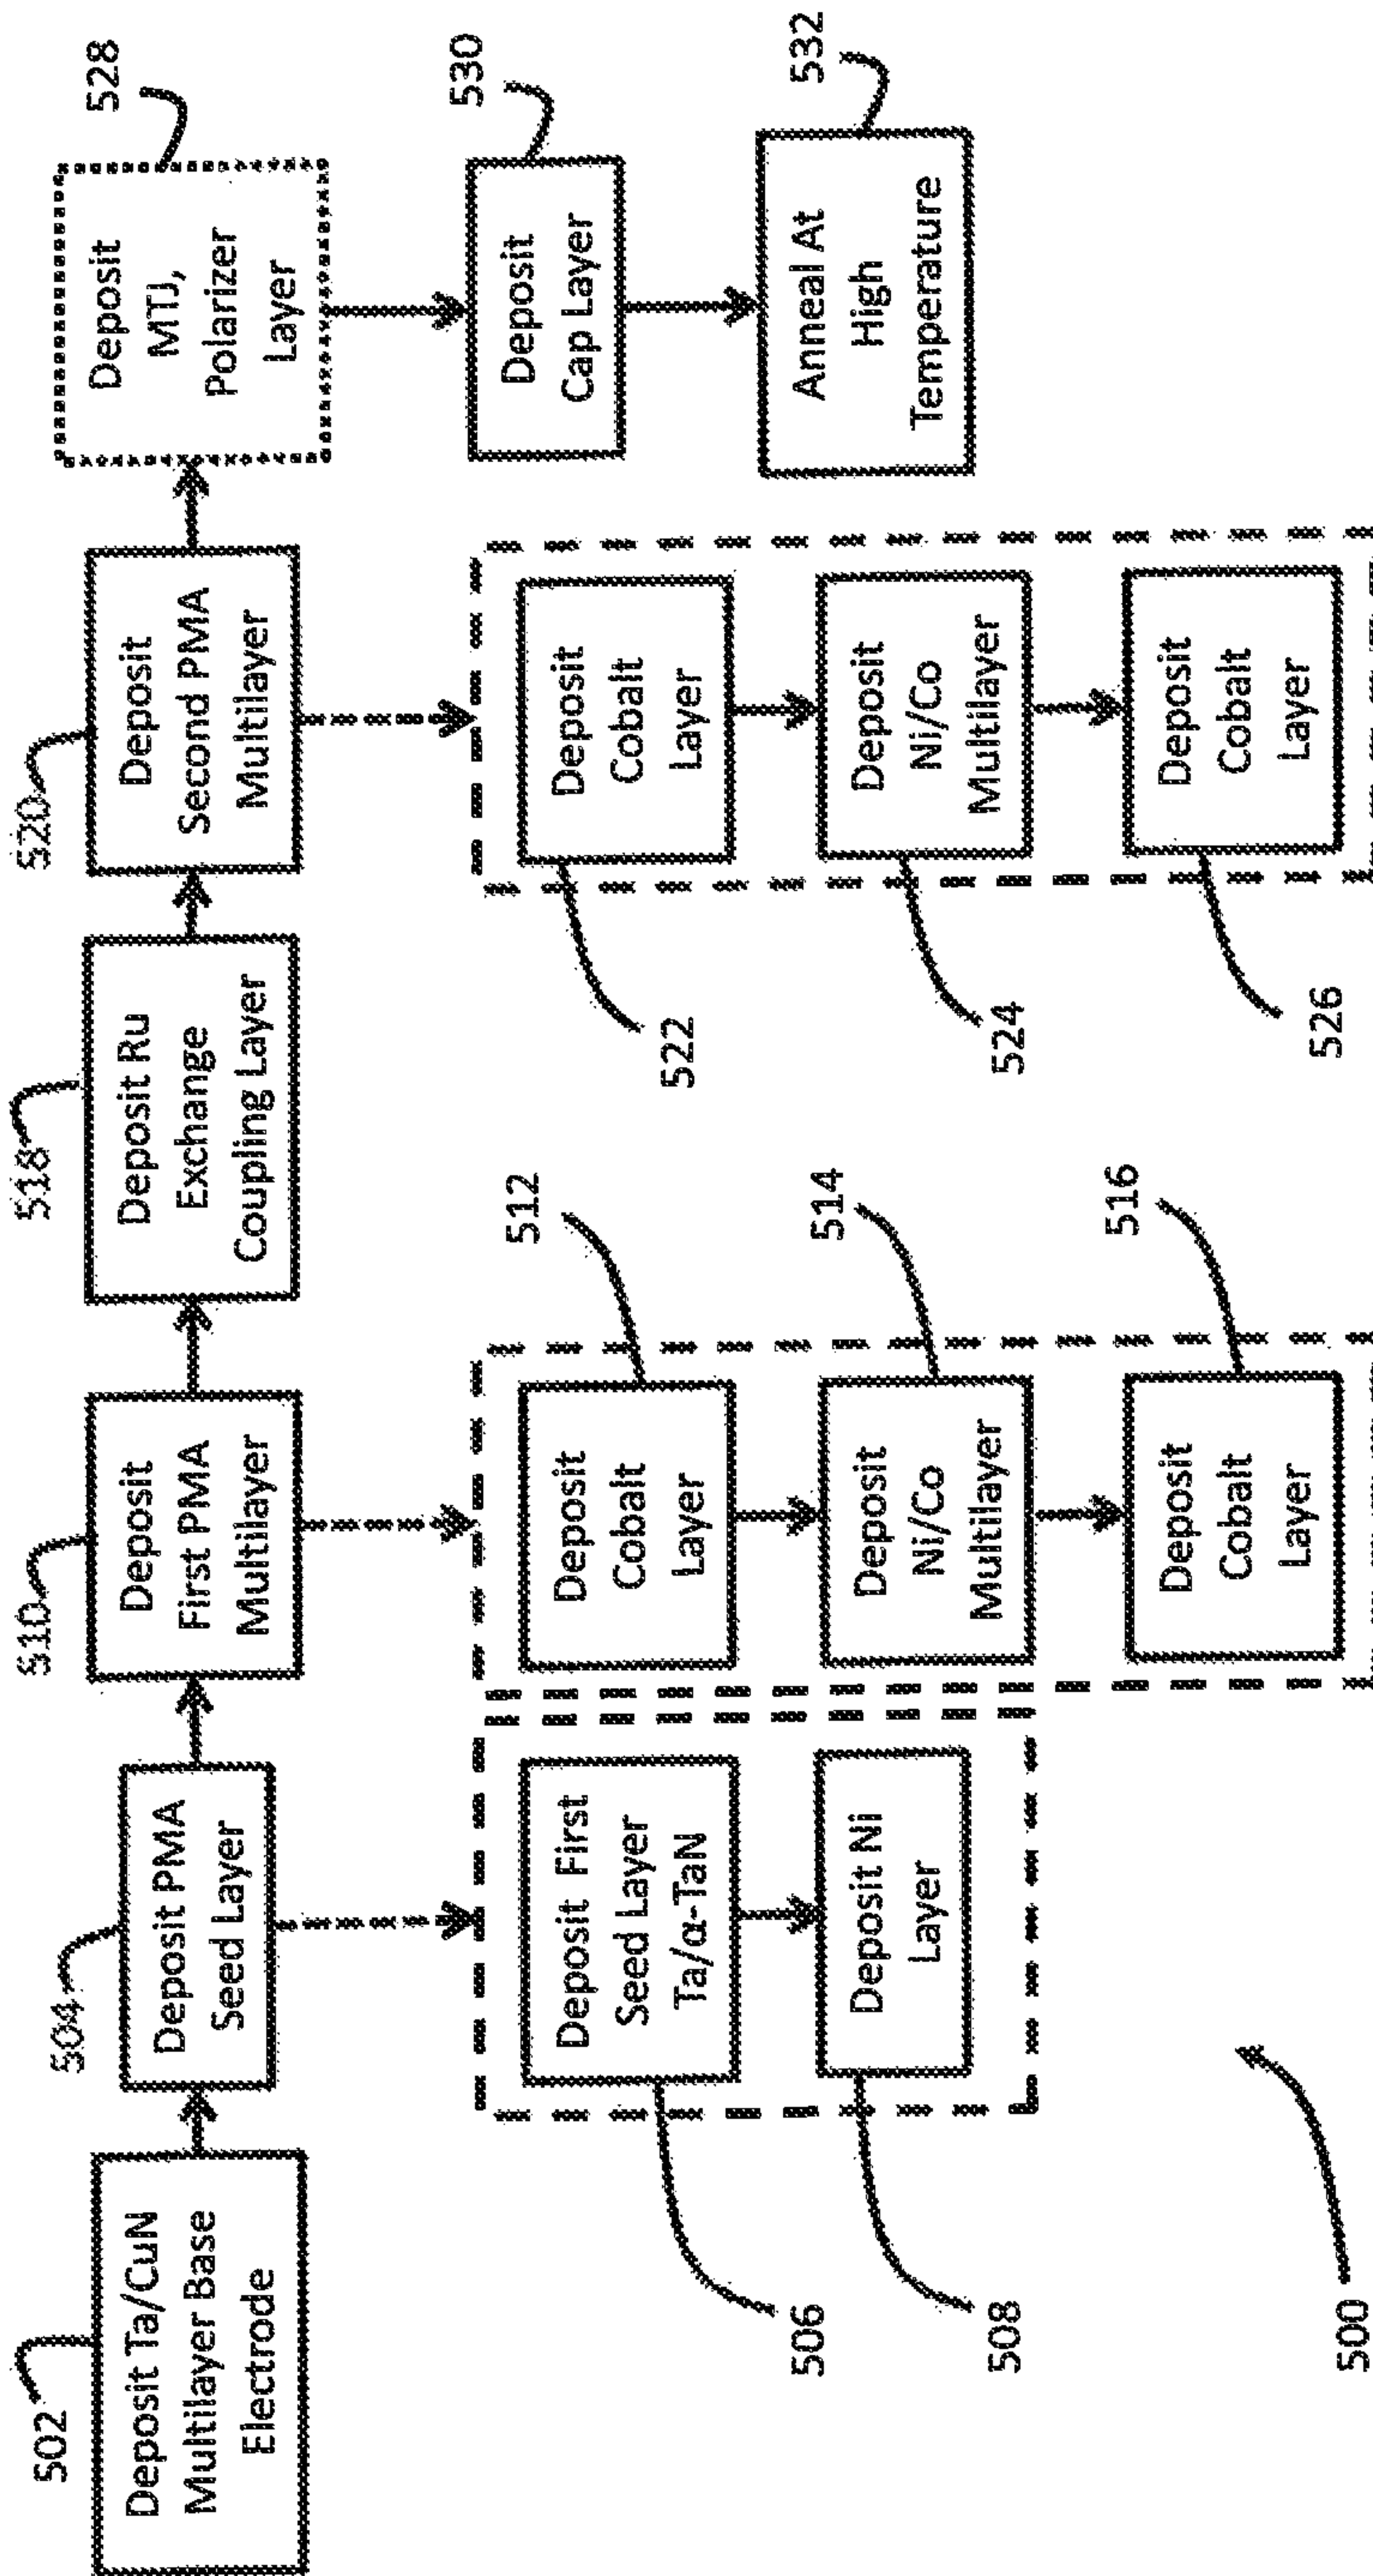 502
Deposit Ta/CuN
Multilayer Base
Electrode
504
Deposit PMA
Seed Layer
510
Deposit
First PMA
Multilayer
518
Deposit Ru
Exchange
Coupling Layer
520
Deposit
Second PMA
Multilayer
528
Deposit
MTJ,
Polarizer
Layer
506
Deposit First
Seed Layer
Ta/α-TaN
508
Deposit Ni
Layer
512
Deposit
Cobalt
Layer
514
Deposit
Ni/Co
Multilayer
516
Deposit
Cobalt
Layer
522
Deposit
Cobalt
Layer
524
Deposit
Ni/Co
Multilayer
526
Deposit
Cobalt
Layer
530
Deposit
Cap Layer
532
Anneal At
High
Temperature
500